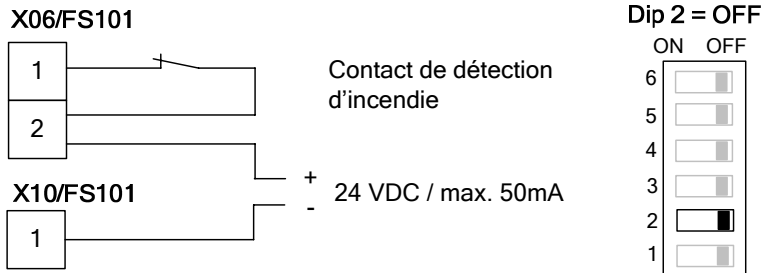 X06/FS101
1
2
Contact de détection
d'incendie
X10/FS101
1
+
-
24 VDC / max. 50mA
Dip 2 = OFF
ON OFF
6
5
4
3
2
1